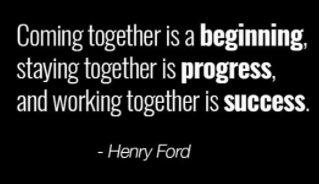 Coming together is a beginning,
staying together is progress,
and working together is success.
- Henry Ford